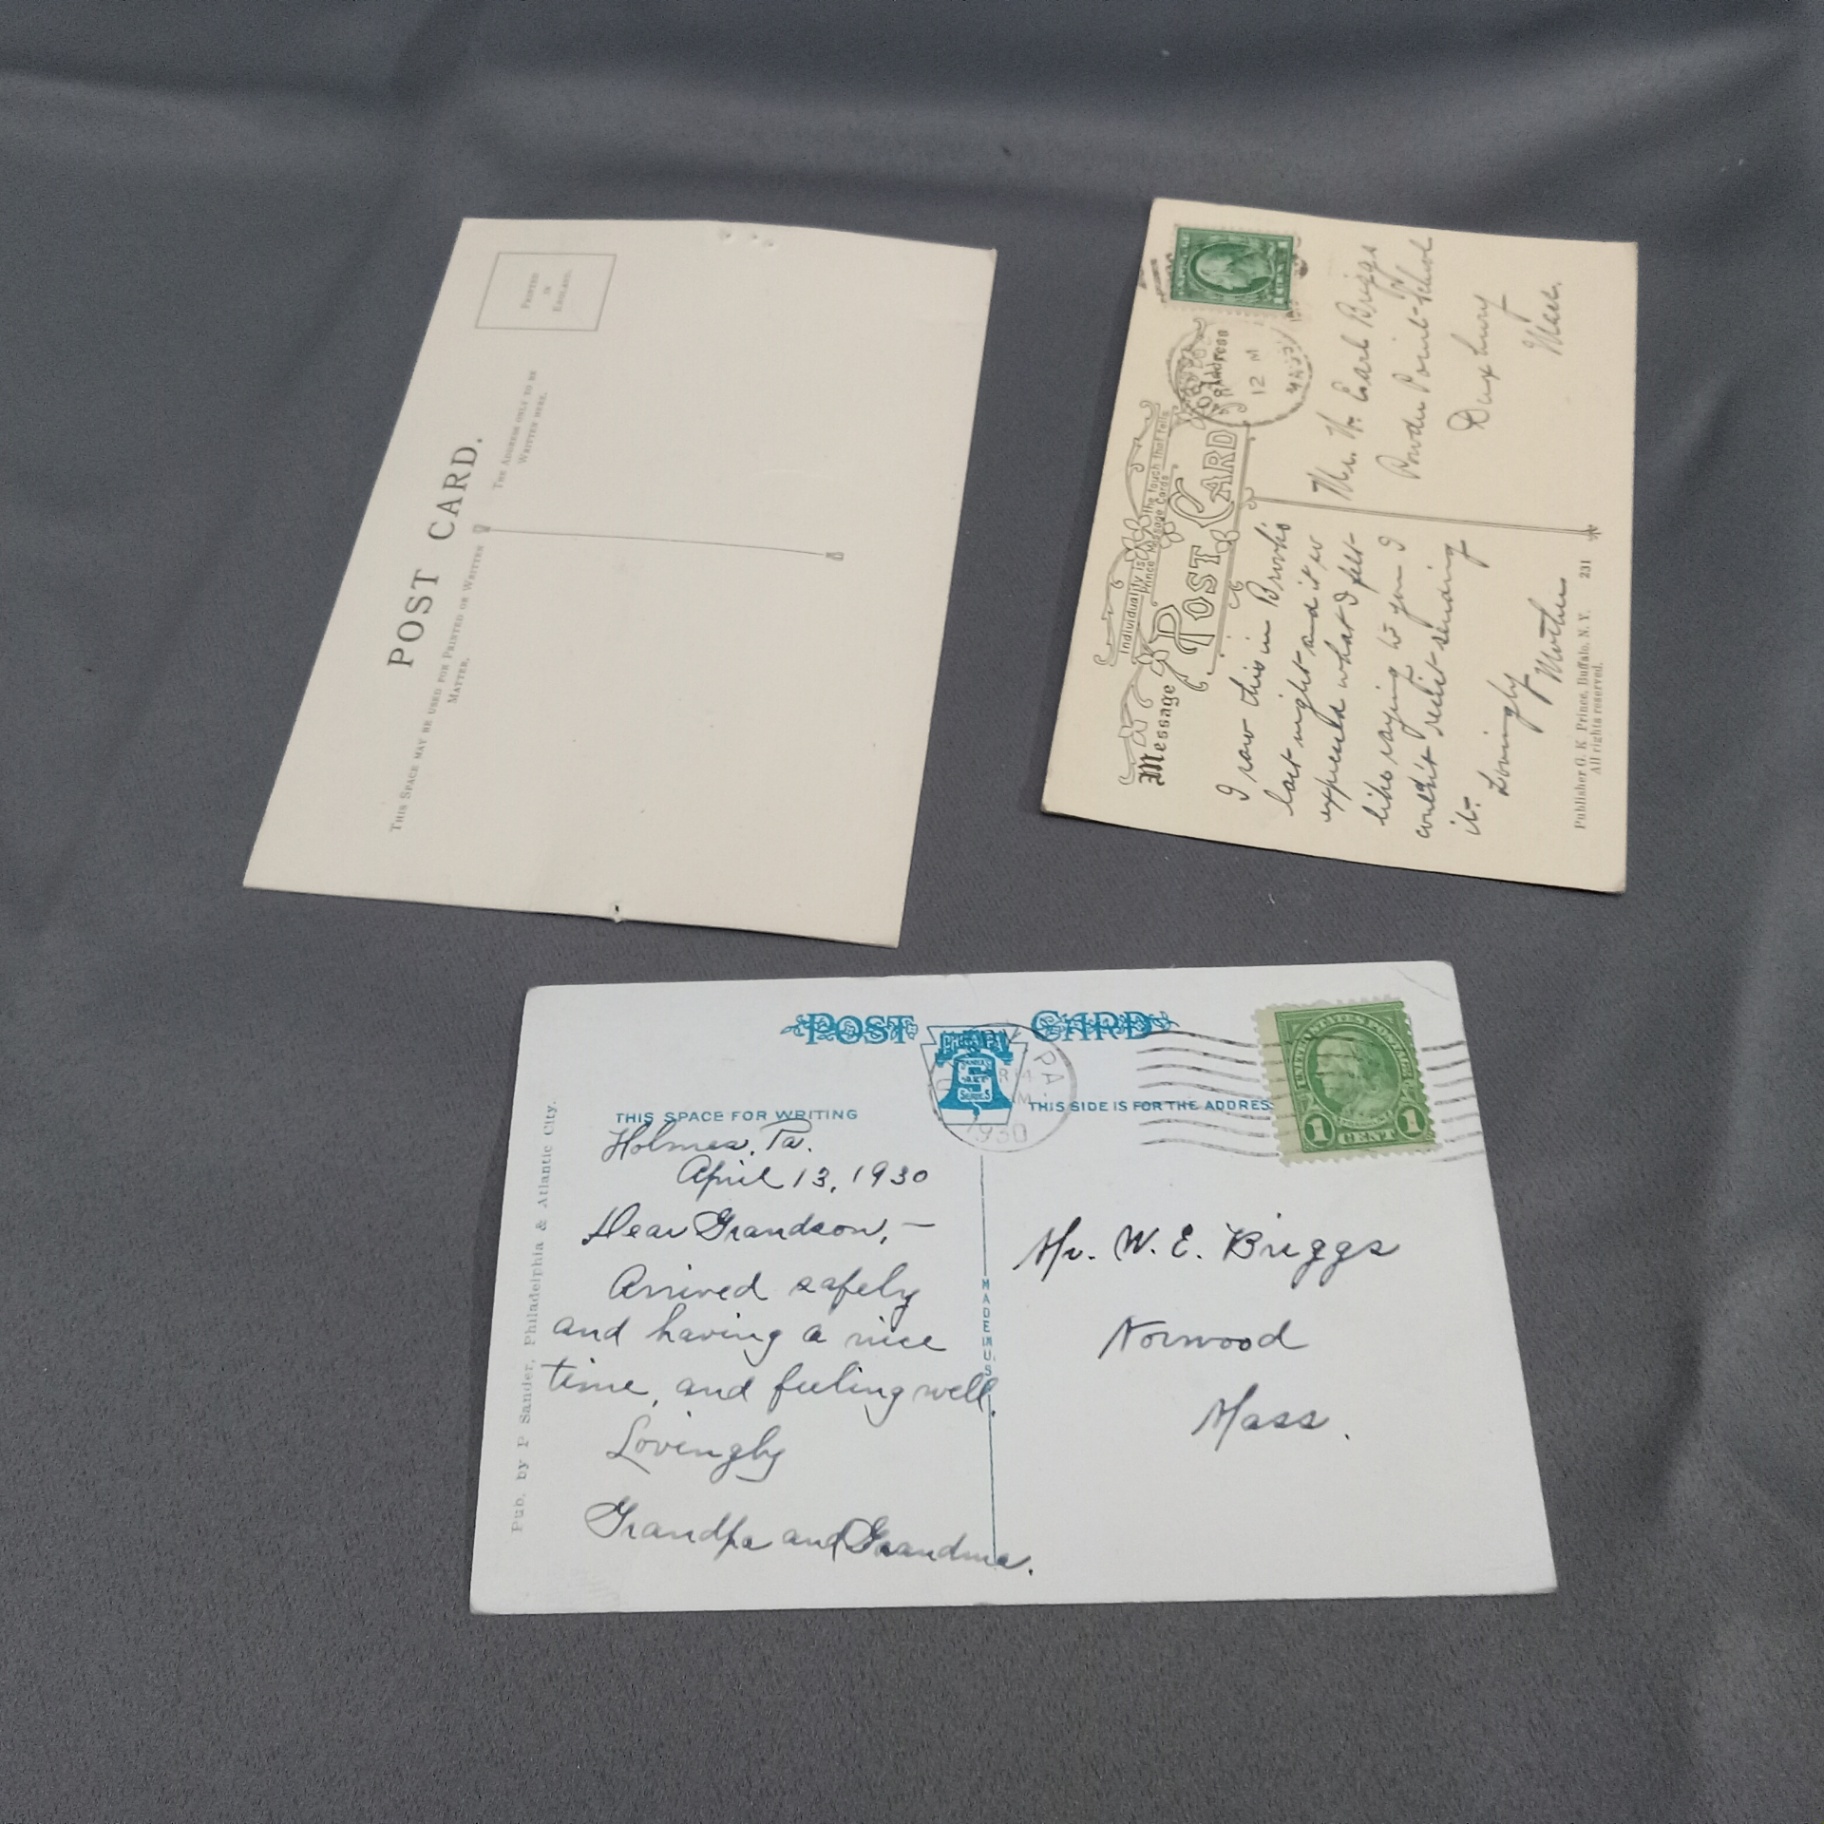 POST CARD.
THIS SPACE MAY BE USED FOR PRINTED OR WRITTEN
MATTER.
THE ADDRESS ONLY TO BE
WRITTEN HERE.
PRINTED
IN
ENGLAND.
Individuality is the touch that tells
Prince Message Cards
Message
POST CARD
Address
12 M
I saw this in Brooks
last night and it so
expressed what I felt
like saying to you I
couldn't resist sending
it.
Lovingly
Mother
Mr. W. Earl Briggs
Powder Point School
Duxbury
Mass.
Publisher G. K. Prince, Buffalo, N. Y. 231
All rights reserved.
POST CARD
THIS SPACE FOR WRITING
THIS SIDE IS FOR THE ADDRESS
PA.
1930
UNITED STATES POSTAGE
1 CENT 1
Holmes, Pa.
April 13, 1930
Dear Grandson, —
Arrived safely
and having a nice
time, and feeling well.
Lovingly
Grandpa and Grandma.
Mr. W. E. Briggs
Norwood
Mass.
MADE IN U.S.
Pub. by P. Sander, Philadelphia & Atlantic City.